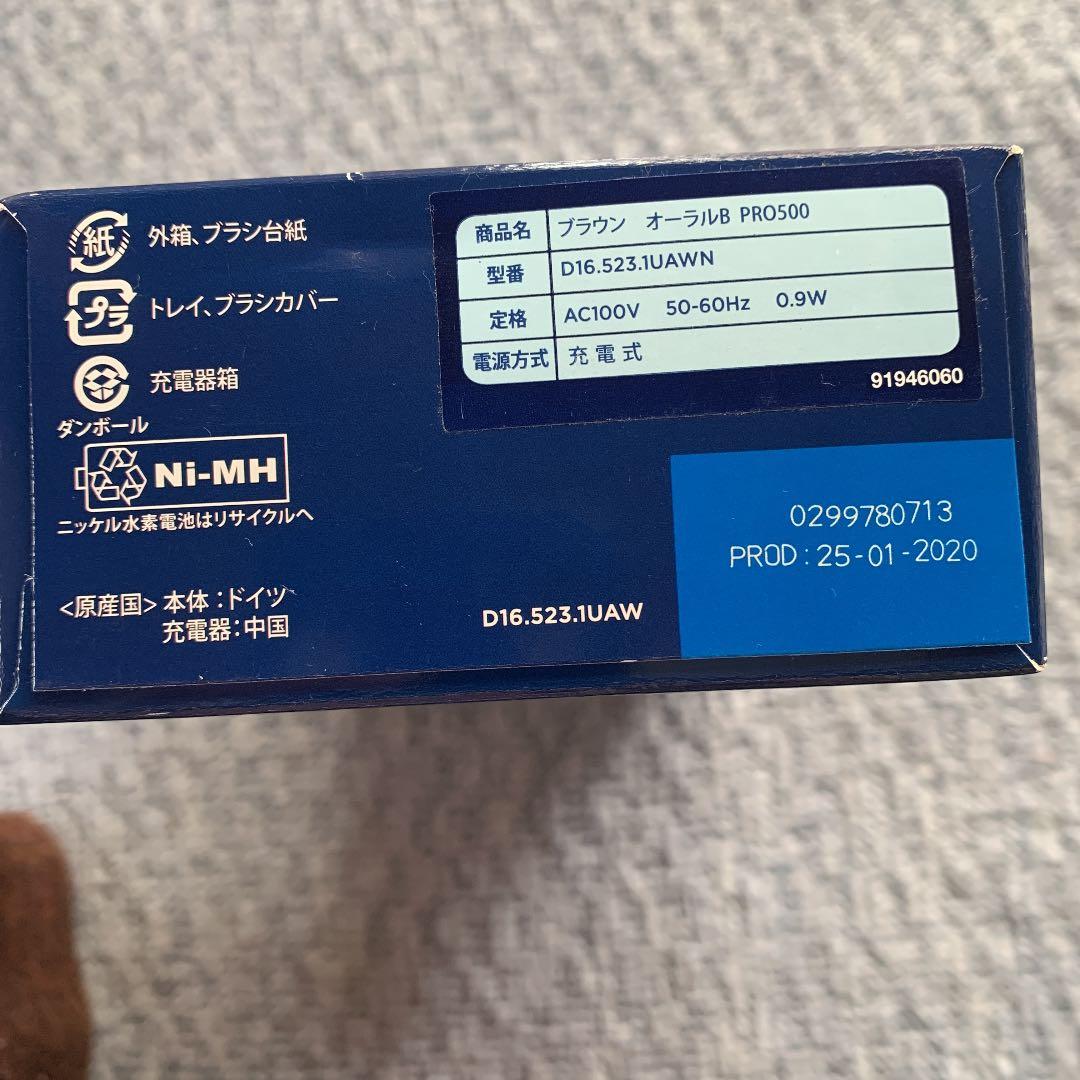 紙 外箱、ブラシ台紙
プラ トレイ、ブラシカバー
充電器箱
ダンボール
Ni-MH
ニッケル水素電池はリサイクルへ
<原産国> 本体：ドイツ
充電器：中国
商品名 ブラウン オーラルB PRO500
型番 D16.523.1UAWN
定格 AC100V 50-60Hz 0.9W
電源方式 充電式
91946060
0299780713
PROD: 25-01-2020
D16.523.1UAW